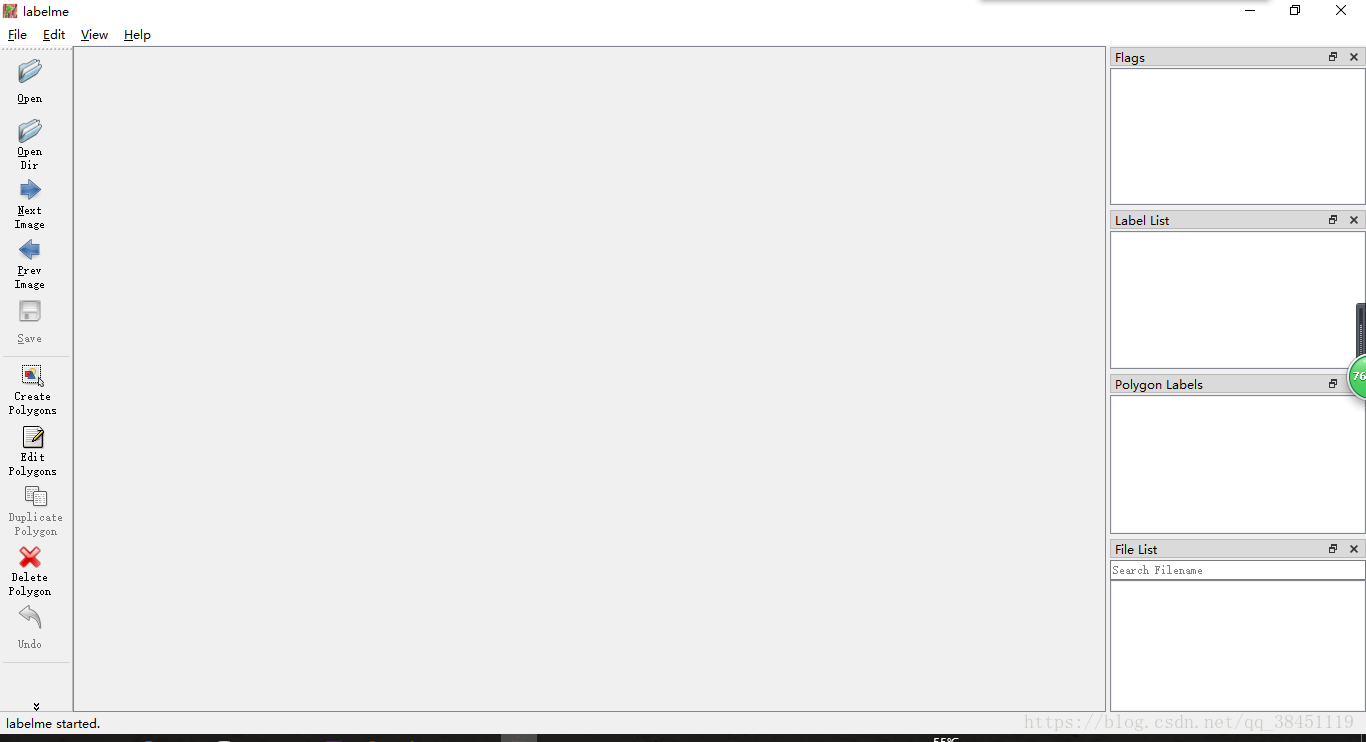 labelme
File Edit View Help
Open
Open
Dir
Next
Image
Prev
Image
Save
Create
Polygons
Edit
Polygons
Duplicate
Polygon
Delete
Polygon
Undo
Flags
Label List
76
Polygon Labels
File List
Search Filename
labelme started.
https://blog.csdn.net/qq_38451119
55℃